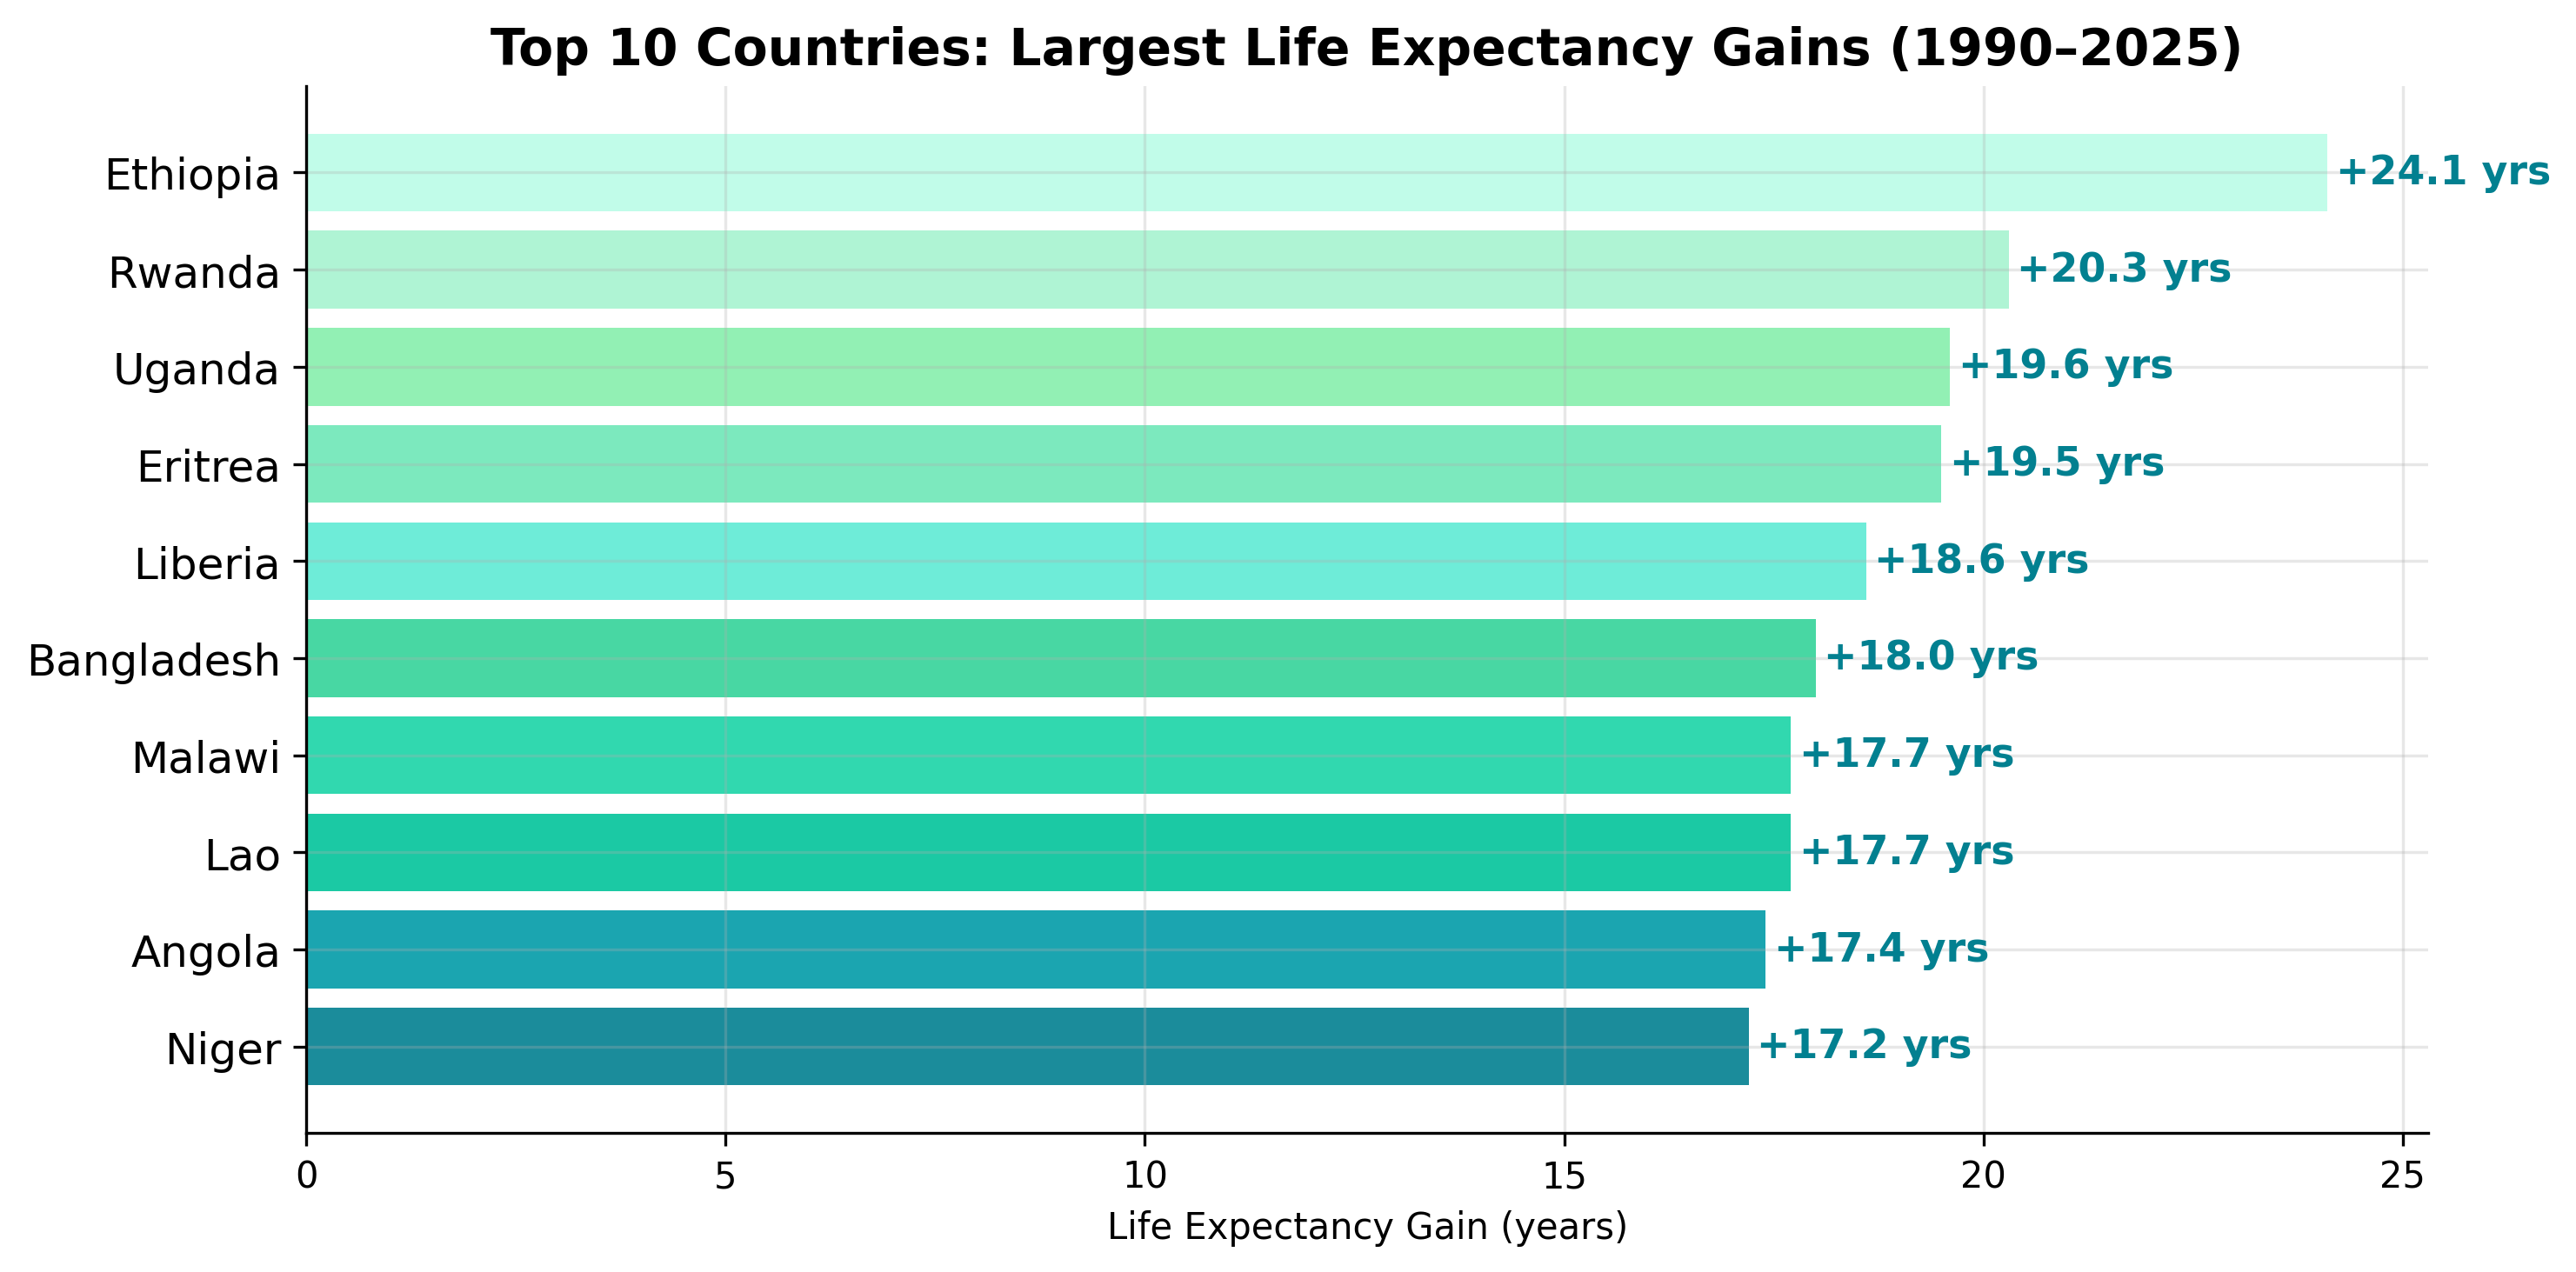 Top 10 Countries: Largest Life Expectancy Gains (1990–2025)
Ethiopia +24.1 yrs
Rwanda +20.3 yrs
Uganda +19.6 yrs
Eritrea +19.5 yrs
Liberia +18.6 yrs
Bangladesh +18.0 yrs
Malawi +17.7 yrs
Lao +17.7 yrs
Angola +17.4 yrs
Niger +17.2 yrs
0 5 10 15 20 25
Life Expectancy Gain (years)